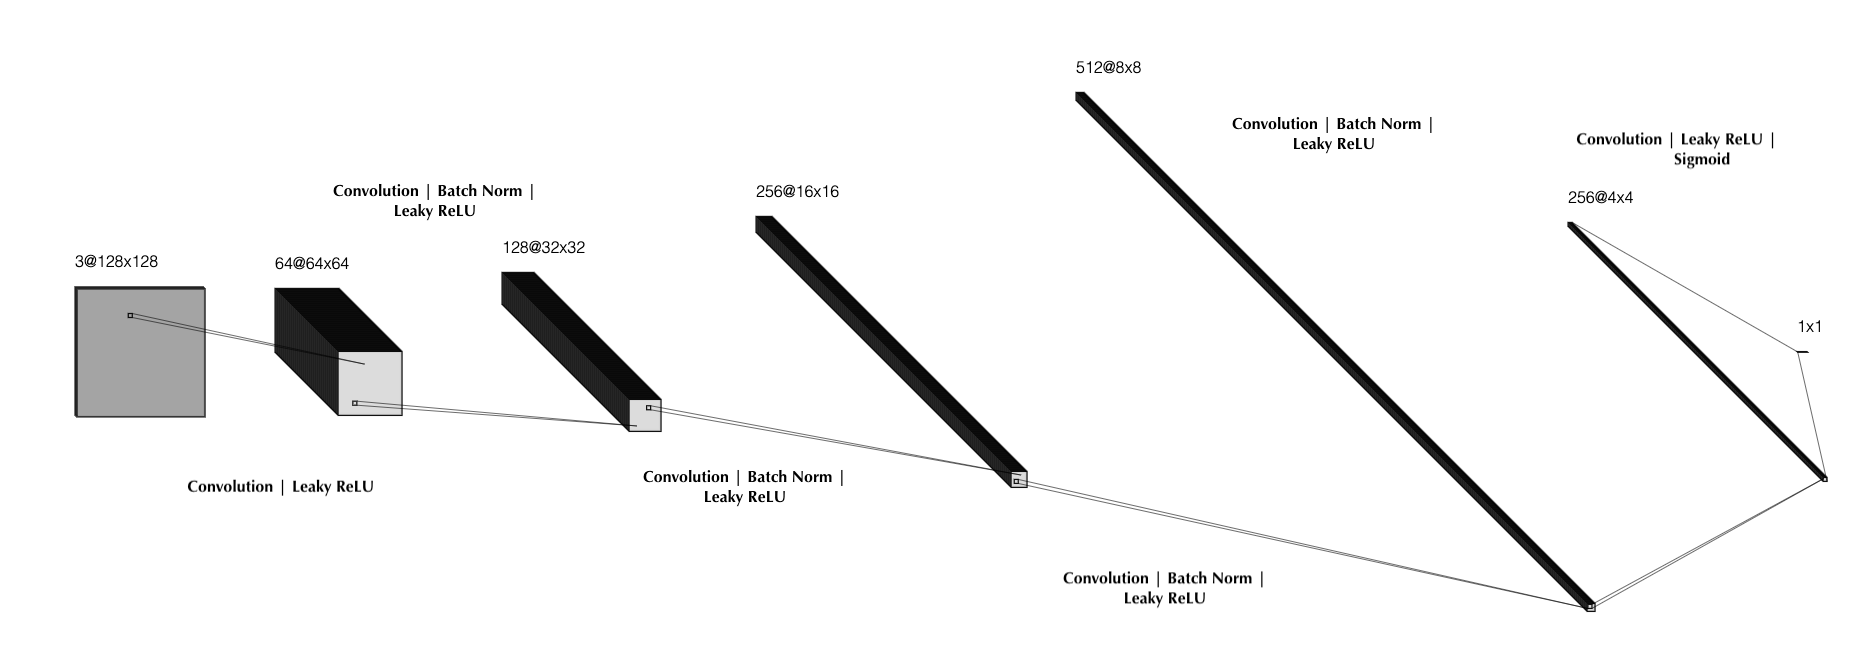 3@128x128
64@64x64
Convolution | Leaky ReLU
Convolution | Batch Norm |
Leaky ReLU
128@32x32
Convolution | Batch Norm |
Leaky ReLU
256@16x16
Convolution | Batch Norm |
Leaky ReLU
512@8x8
Convolution | Batch Norm |
Leaky ReLU
256@4x4
Convolution | Leaky ReLU |
Sigmoid
1x1